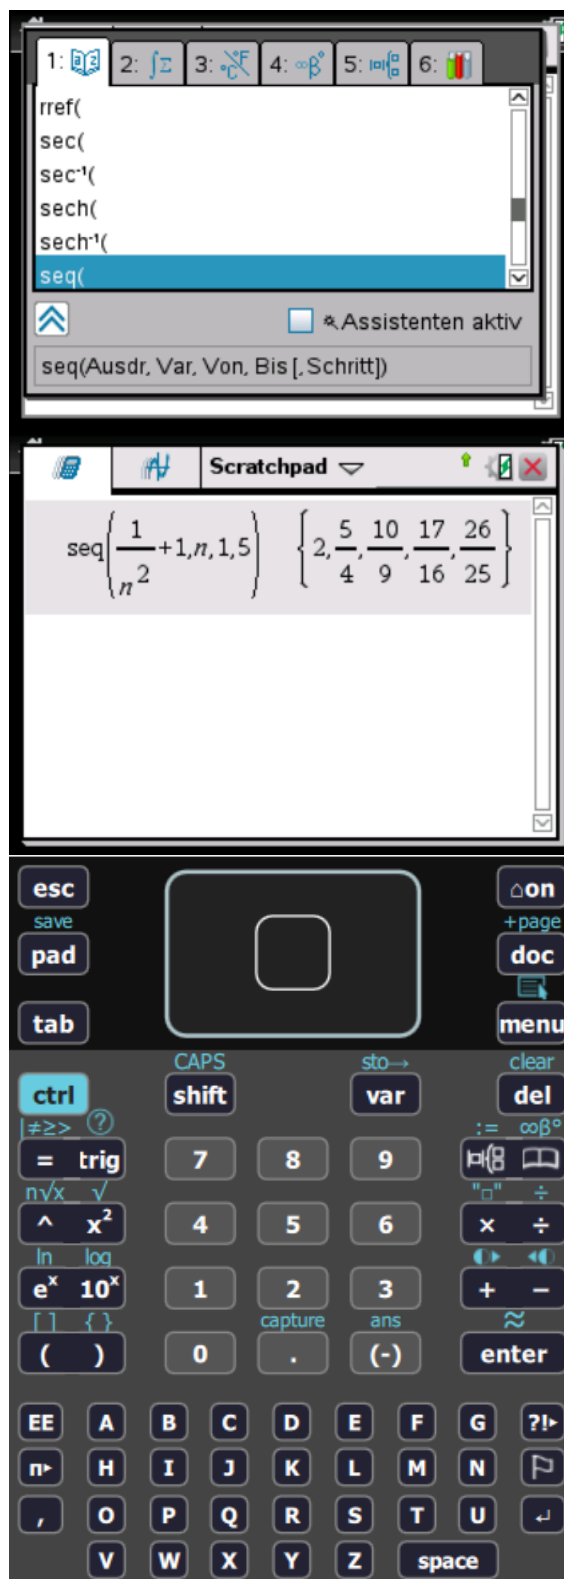 1: 2: ∫Σ 3: °C°F 4: ∞β° 5: 6:
rref(
sec(
sec⁻¹(
sech(
sech⁻¹(
seq(
Assistenten aktiv
seq(Ausdr, Var, Von, Bis [, Schritt])
Scratchpad
seq(1/n²+1,n,1,5) {2, 5/4, 10/9, 17/16, 26/25}
esc ⌂on
save +page
pad doc
tab menu
CAPS sto→ clear
ctrl shift var del
|≠≥> ? := ∞β°
= trig 7 8 9
n√x √ "□" ÷
^ x² 4 5 6 × ÷
ln log
eˣ 10ˣ 1 2 3 + −
[ ] { } capture ans ≈
( ) 0 . (-) enter
EE A B C D E F G ?!▸
π▸ H I J K L M N
, O P Q R S T U ↵
V W X Y Z space